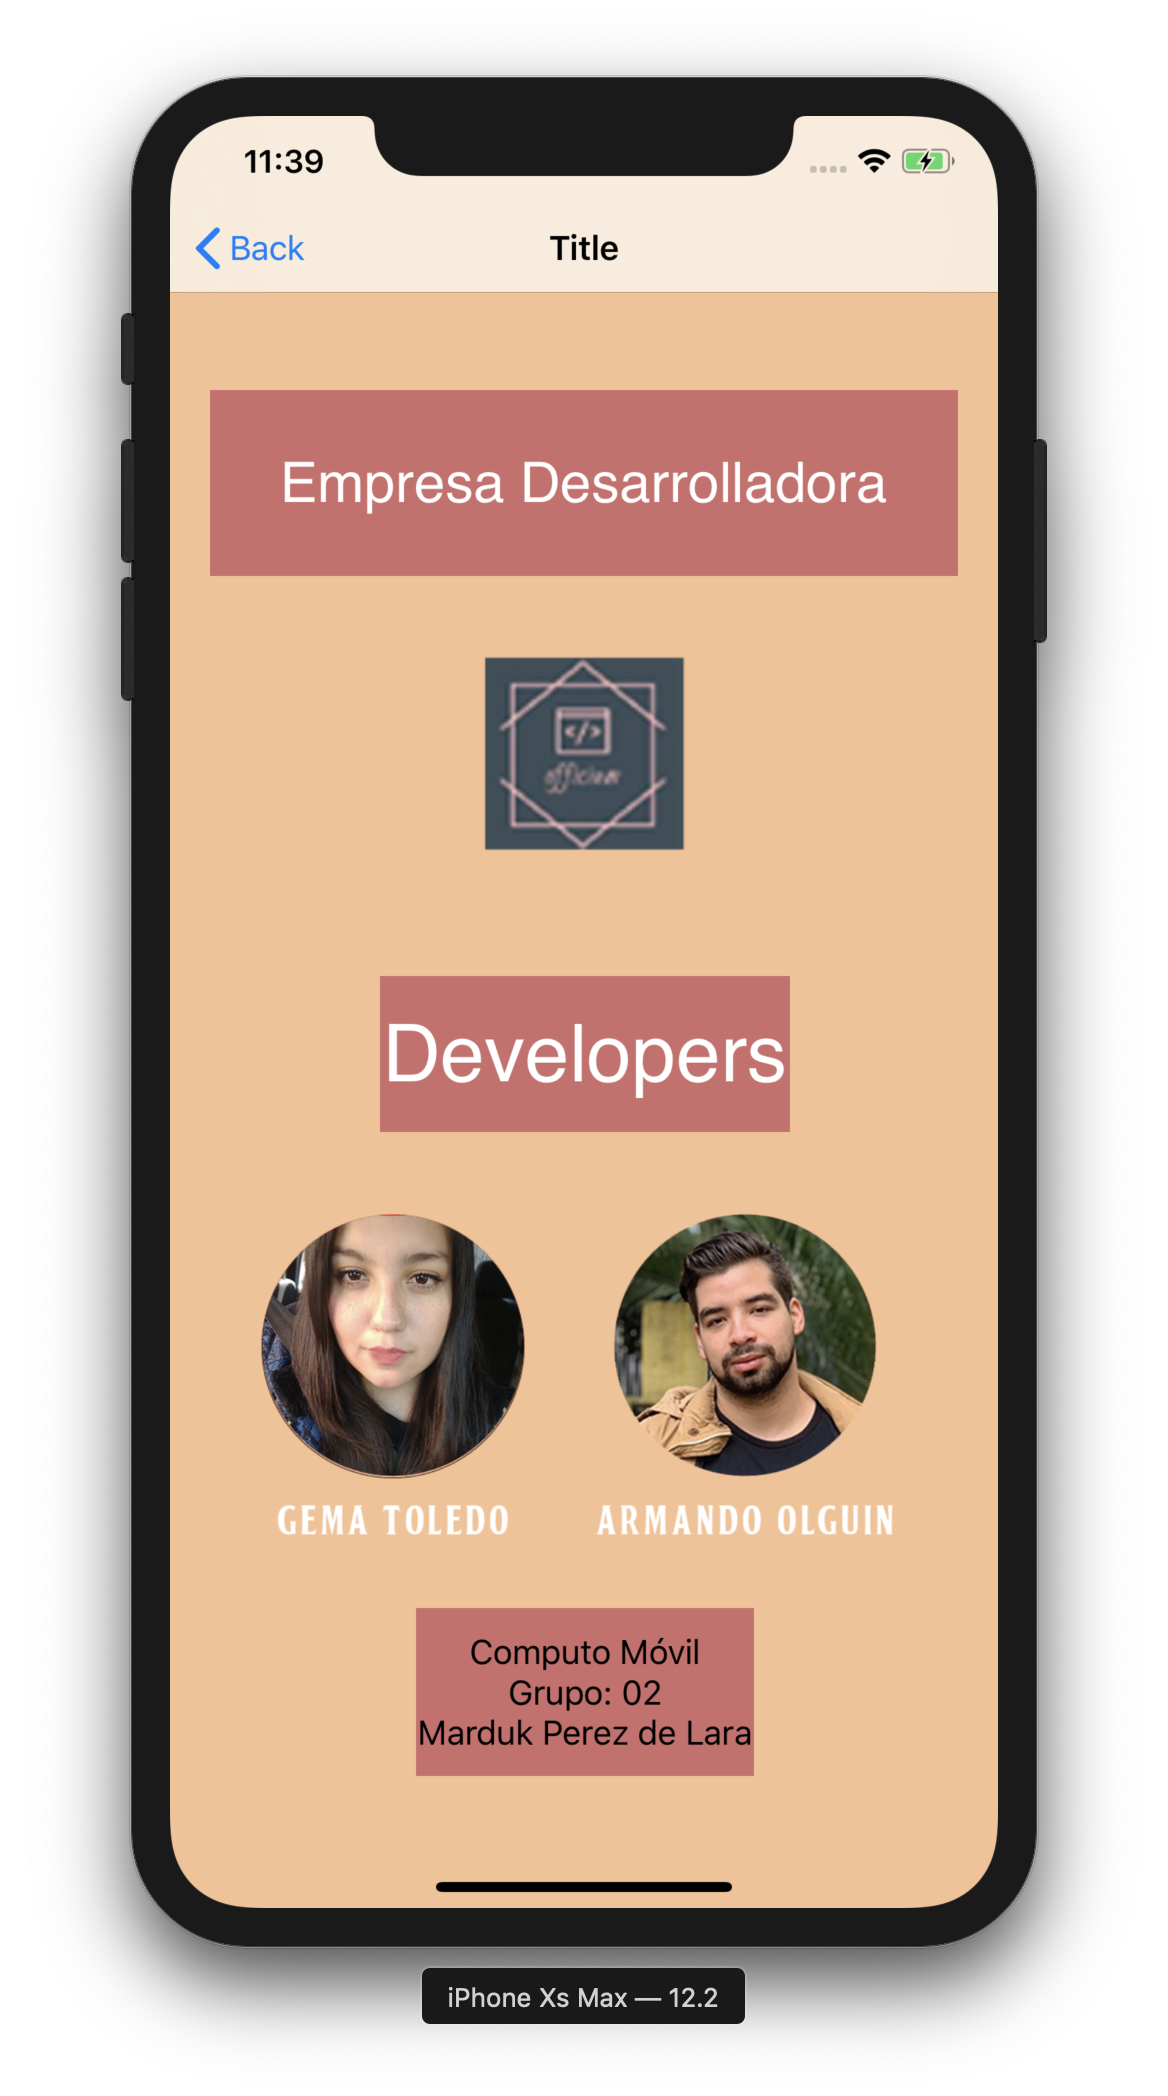 11:39
Back
Title
Empresa Desarrolladora
</>
Developers
GEMA TOLEDO
ARMANDO OLGUIN
Computo Móvil
Grupo: 02
Marduk Perez de Lara
iPhone Xs Max — 12.2